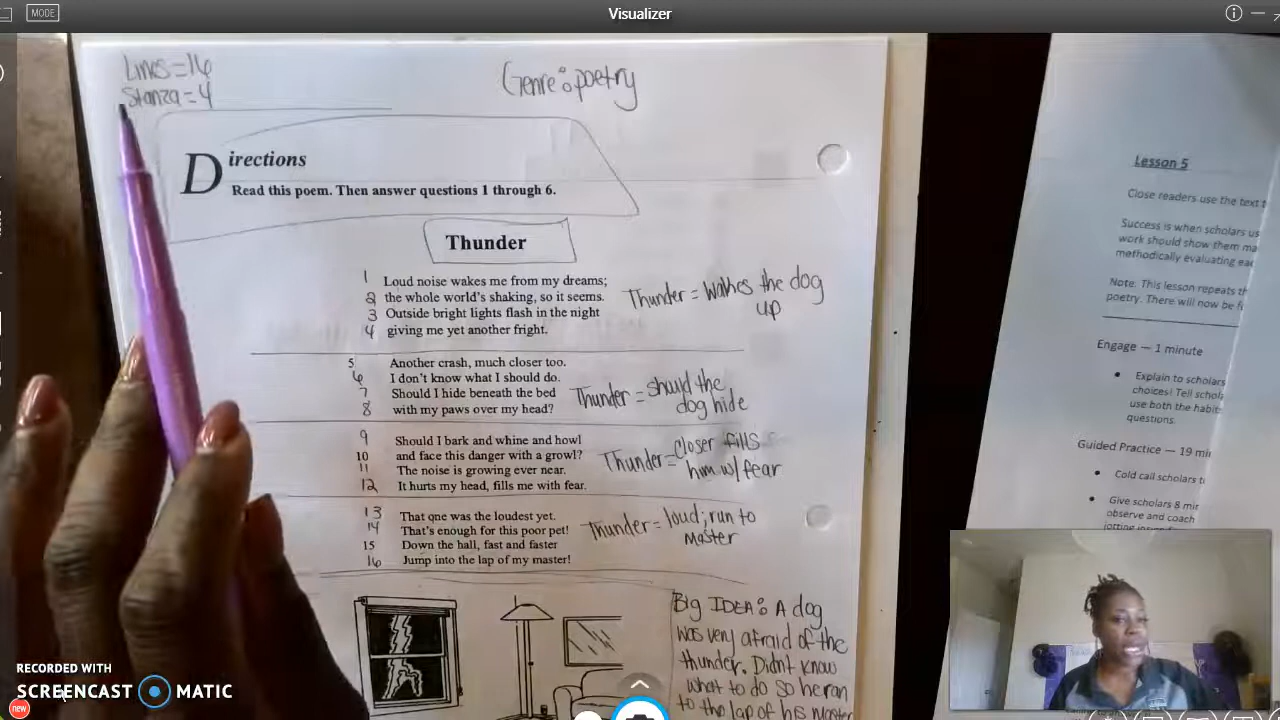 MODE
Visualizer
Lines=16
Stanza=4
Genre: poetry
Directions
Read this poem. Then answer questions 1 through 6.
Thunder
1 Loud noise wakes me from my dreams;
2 the whole world's shaking, so it seems.
3 Outside bright lights flash in the night
4 giving me yet another fright.
Thunder = wakes the dog
up
5 Another crash, much closer too.
6 I don't know what I should do.
7 Should I hide beneath the bed
8 with my paws over my head?
Thunder = should the
dog hide
9 Should I bark and whine and howl
10 and face this danger with a growl?
11 The noise is growing ever near.
12 It hurts my head, fills me with fear.
Thunder = closer fills
him w/ fear
13 That one was the loudest yet.
14 That's enough for this poor pet!
15 Down the hall, fast and faster
16 Jump into the lap of my master!
Thunder = loud; run to
master
Big IDEA: A dog
was very afraid of the
thunder. Didnt know
what to do so he ran
to the lap of his master
Lesson 5
Close readers use the text
Success is when scholars us
work should show them ma
methodically evaluating ea
Note: This lesson repeats th
poetry. There will now be f
Engage — 1 minute
• Explain to scholars
choices! Tell schola
use both the habits
questions.
Guided Practice — 19 mi
• Cold call scholars t
• Give scholars 8 mir
observe and coach
RECORDED WITH
SCREENCAST MATIC
new